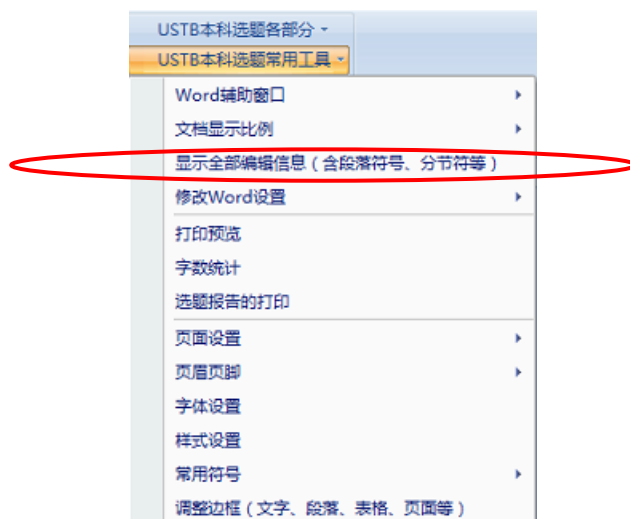 USTB本科选题各部分
USTB本科选题常用工具
Word辅助窗口
文档显示比例
显示全部编辑信息（含段落符号、分节符等）
修改Word设置
打印预览
字数统计
选题报告的打印
页面设置
页眉页脚
字体设置
样式设置
常用符号
调整边框（文字、段落、表格、页面等）